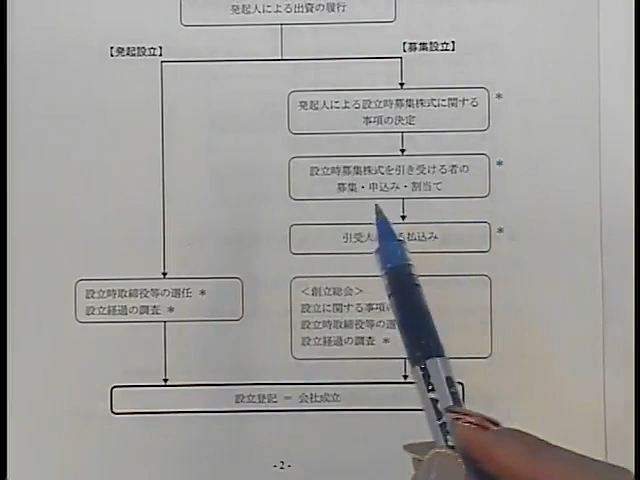 発起人による出資の履行
【発起設立】
【募集設立】
発起人による設立時募集株式に関する
事項の決定
*
設立時募集株式を引き受ける者の
募集・申込み・割当て
*
引受人 る払込み
*
設立時取締役等の選任 *
設立経過の調査 *
<創立総会>
設立に関する事項
設立時取締役等の選
設立経過の調査 *
設立登記 = 会社成立
-2-